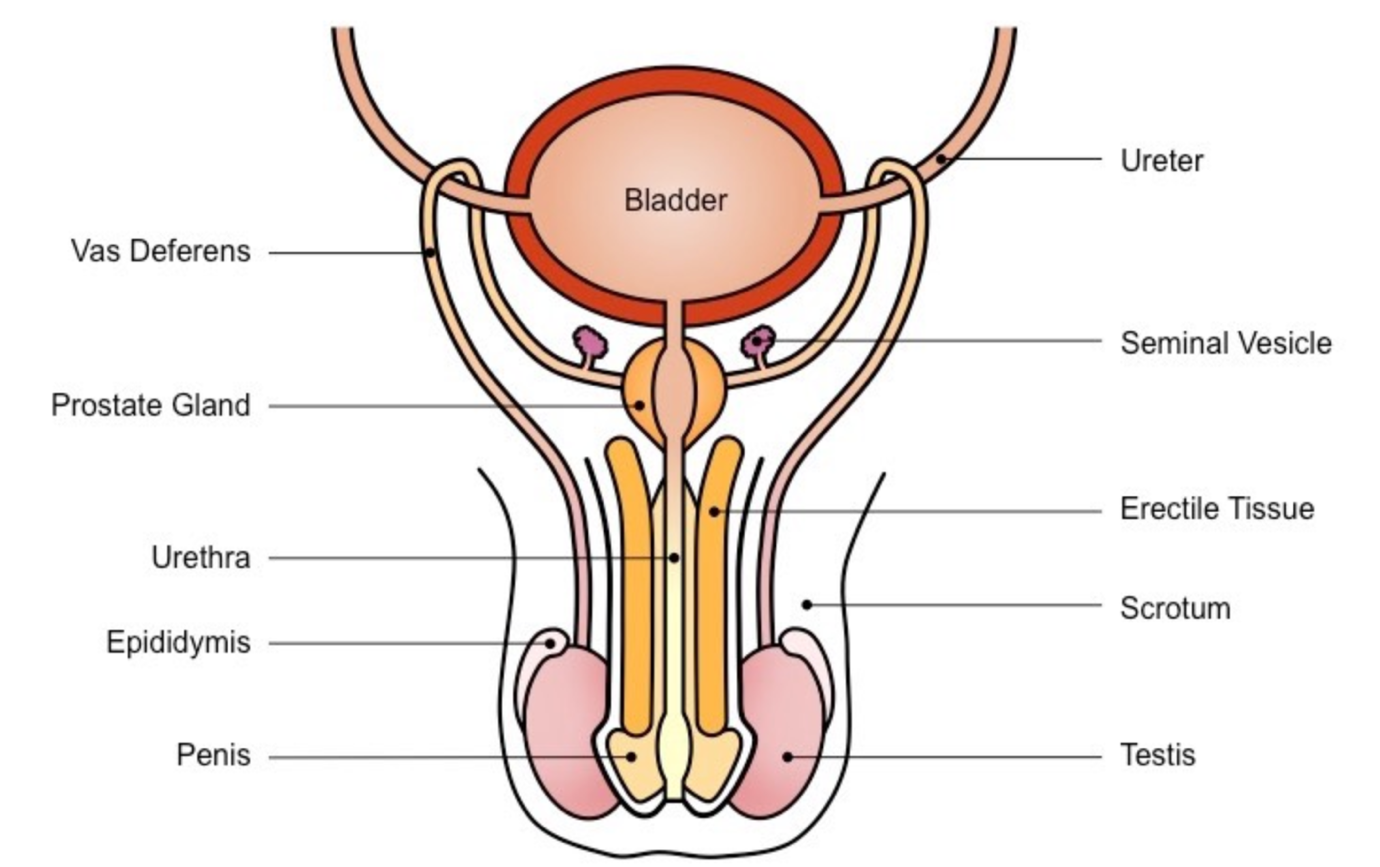 Bladder
Ureter
Vas Deferens
Seminal Vesicle
Prostate Gland
Erectile Tissue
Urethra
Scrotum
Epididymis
Penis
Testis